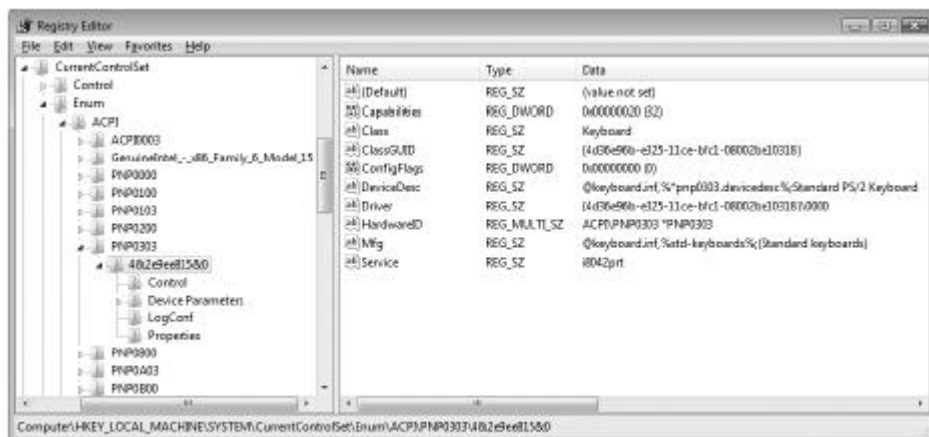 Registry Editor
File Edit View Favorites Help
CurrentControlSet
Control
Enum
ACPI
ACPI0003
GenuineIntel_-_x86_Family_6_Model_15
PNP0000
PNP0100
PNP0103
PNP0200
PNP0303
4&2e9ee815&0
Control
Device Parameters
LogConf
Properties
PNP0800
PNP0A03
PNP0B00
Name Type Data
(Default) REG_SZ (value not set)
Capabilities REG_DWORD 0x00000020 (32)
Class REG_SZ Keyboard
ClassGUID REG_SZ {4d36e96b-e325-11ce-bfc1-08002be10318}
ConfigFlags REG_DWORD 0x00000000 (0)
DeviceDesc REG_SZ @keyboard.inf,%*pnp0303.devicedesc%;Standard PS/2 Keyboard
Driver REG_SZ {4d36e96b-e325-11ce-bfc1-08002be10318}\0000
HardwareID REG_MULTI_SZ ACPI\PNP0303 *PNP0303
Mfg REG_SZ @keyboard.inf,%std-keyboards%;(Standard keyboards)
Service REG_SZ i8042prt
Computer\HKEY_LOCAL_MACHINE\SYSTEM\CurrentControlSet\Enum\ACPI\PNP0303\4&2e9ee815&0